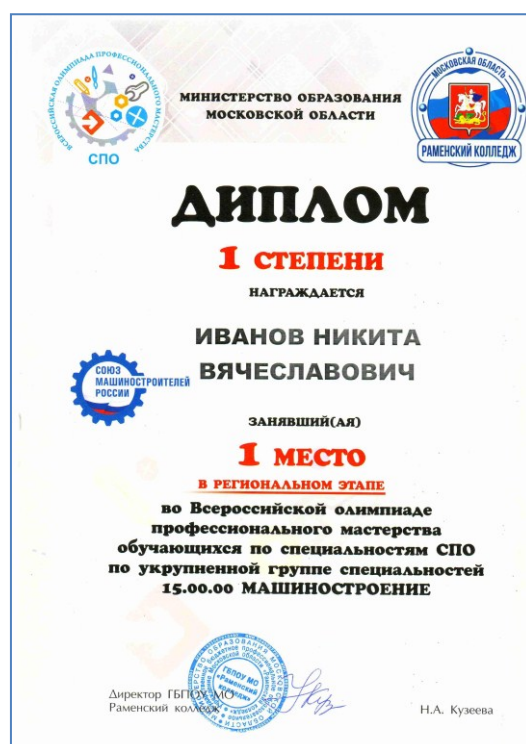 ВСЕРОССИЙСКАЯ ОЛИМПИАДА ПРОФЕССИОНАЛЬНОГО МАСТЕРСТВА
СПО
МИНИСТЕРСТВО ОБРАЗОВАНИЯ
МОСКОВСКОЙ ОБЛАСТИ
МОСКОВСКАЯ ОБЛАСТЬ
РАМЕНСКИЙ КОЛЛЕДЖ
ДИПЛОМ
1 СТЕПЕНИ
НАГРАЖДАЕТСЯ
ИВАНОВ НИКИТА
ВЯЧЕСЛАВОВИЧ
СОЮЗ
МАШИНОСТРОИТЕЛЕЙ
РОССИИ
ЗАНЯВШИЙ(АЯ)
1 МЕСТО
В РЕГИОНАЛЬНОМ ЭТАПЕ
во Всероссийской олимпиаде
профессионального мастерства
обучающихся по специальностям СПО
по укрупненной группе специальностей
15.00.00 МАШИНОСТРОЕНИЕ
Директор ГБПОУ МО
Раменский колледж
Н.А. Кузеева
ГБПОУ МО
«Раменский
колледж»